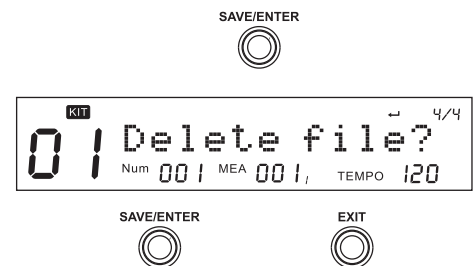 SAVE/ENTER
KIT ↵ 4/4
01 Delete file?
Num 001 MEA 001, TEMPO 120
SAVE/ENTER EXIT